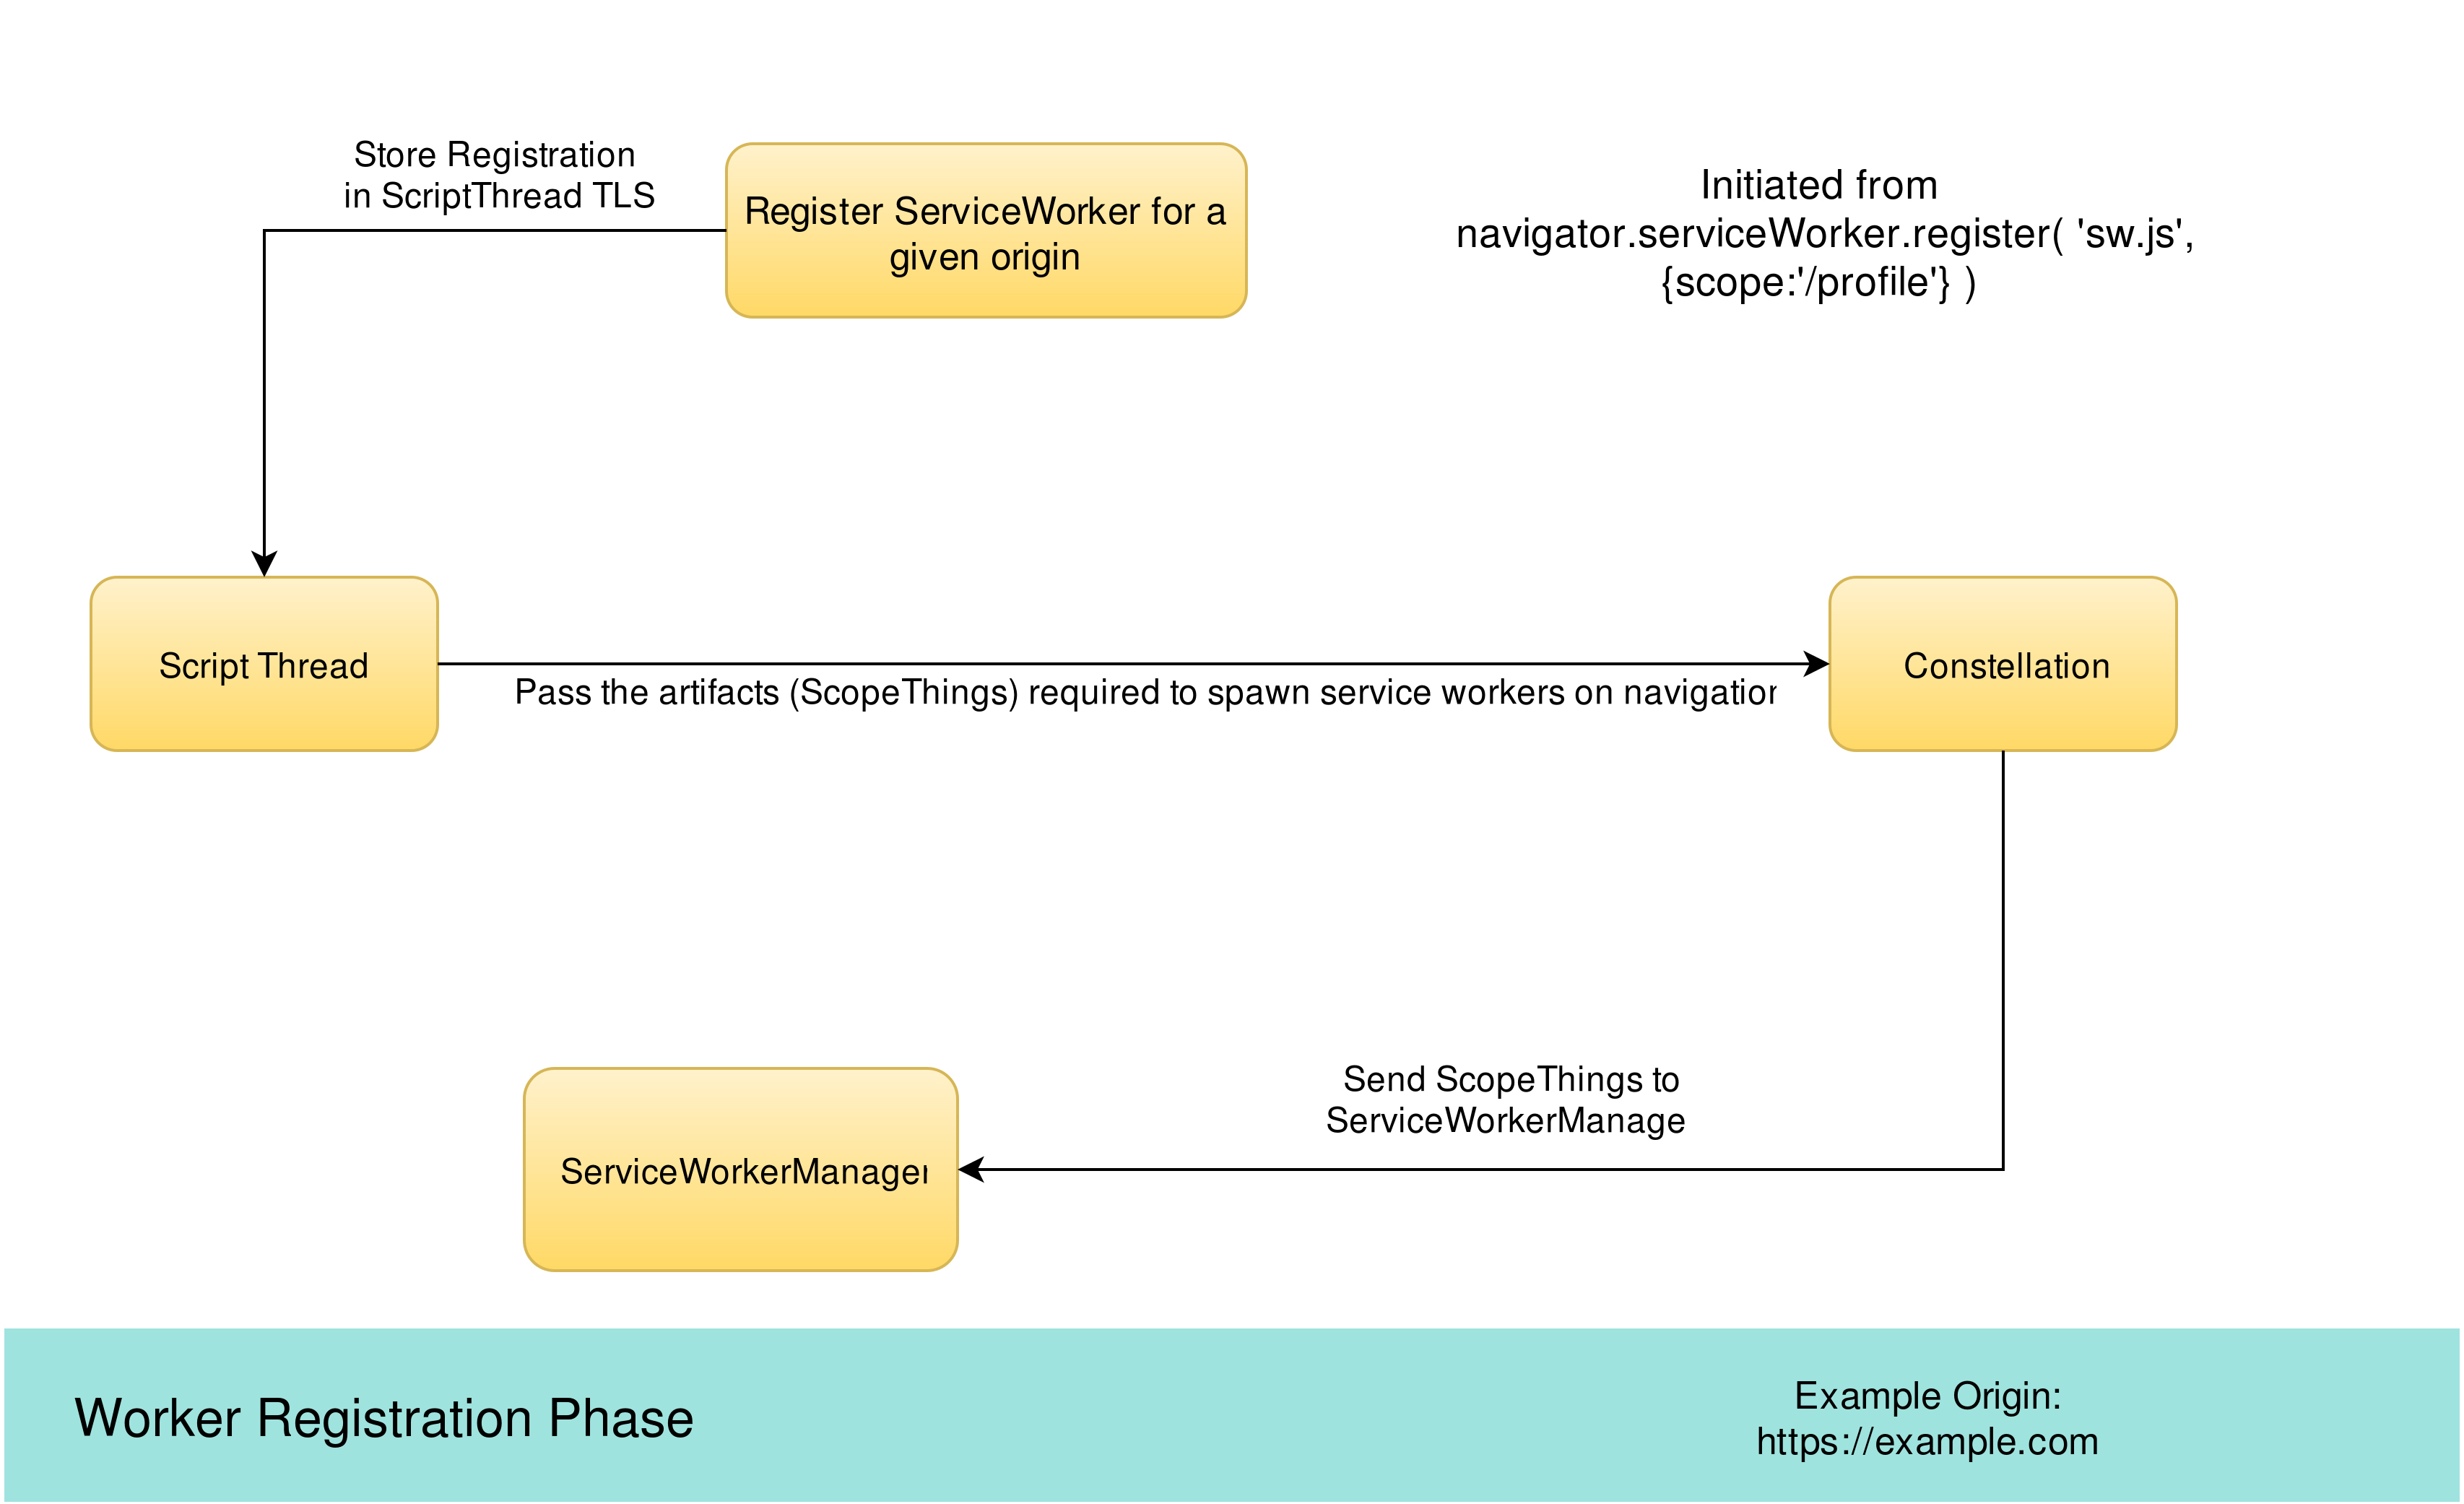 Store Registration
in ScriptThread TLS
Register ServiceWorker for a
given origin
Initiated from
navigator.serviceWorker.register( 'sw.js',
{scope:'/profile'} )
Script Thread
Pass the artifacts (ScopeThings) required to spawn service workers on navigation
Constellation
Send ScopeThings to
ServiceWorkerManage
ServiceWorkerManager
Worker Registration Phase
Example Origin:
https://example.com